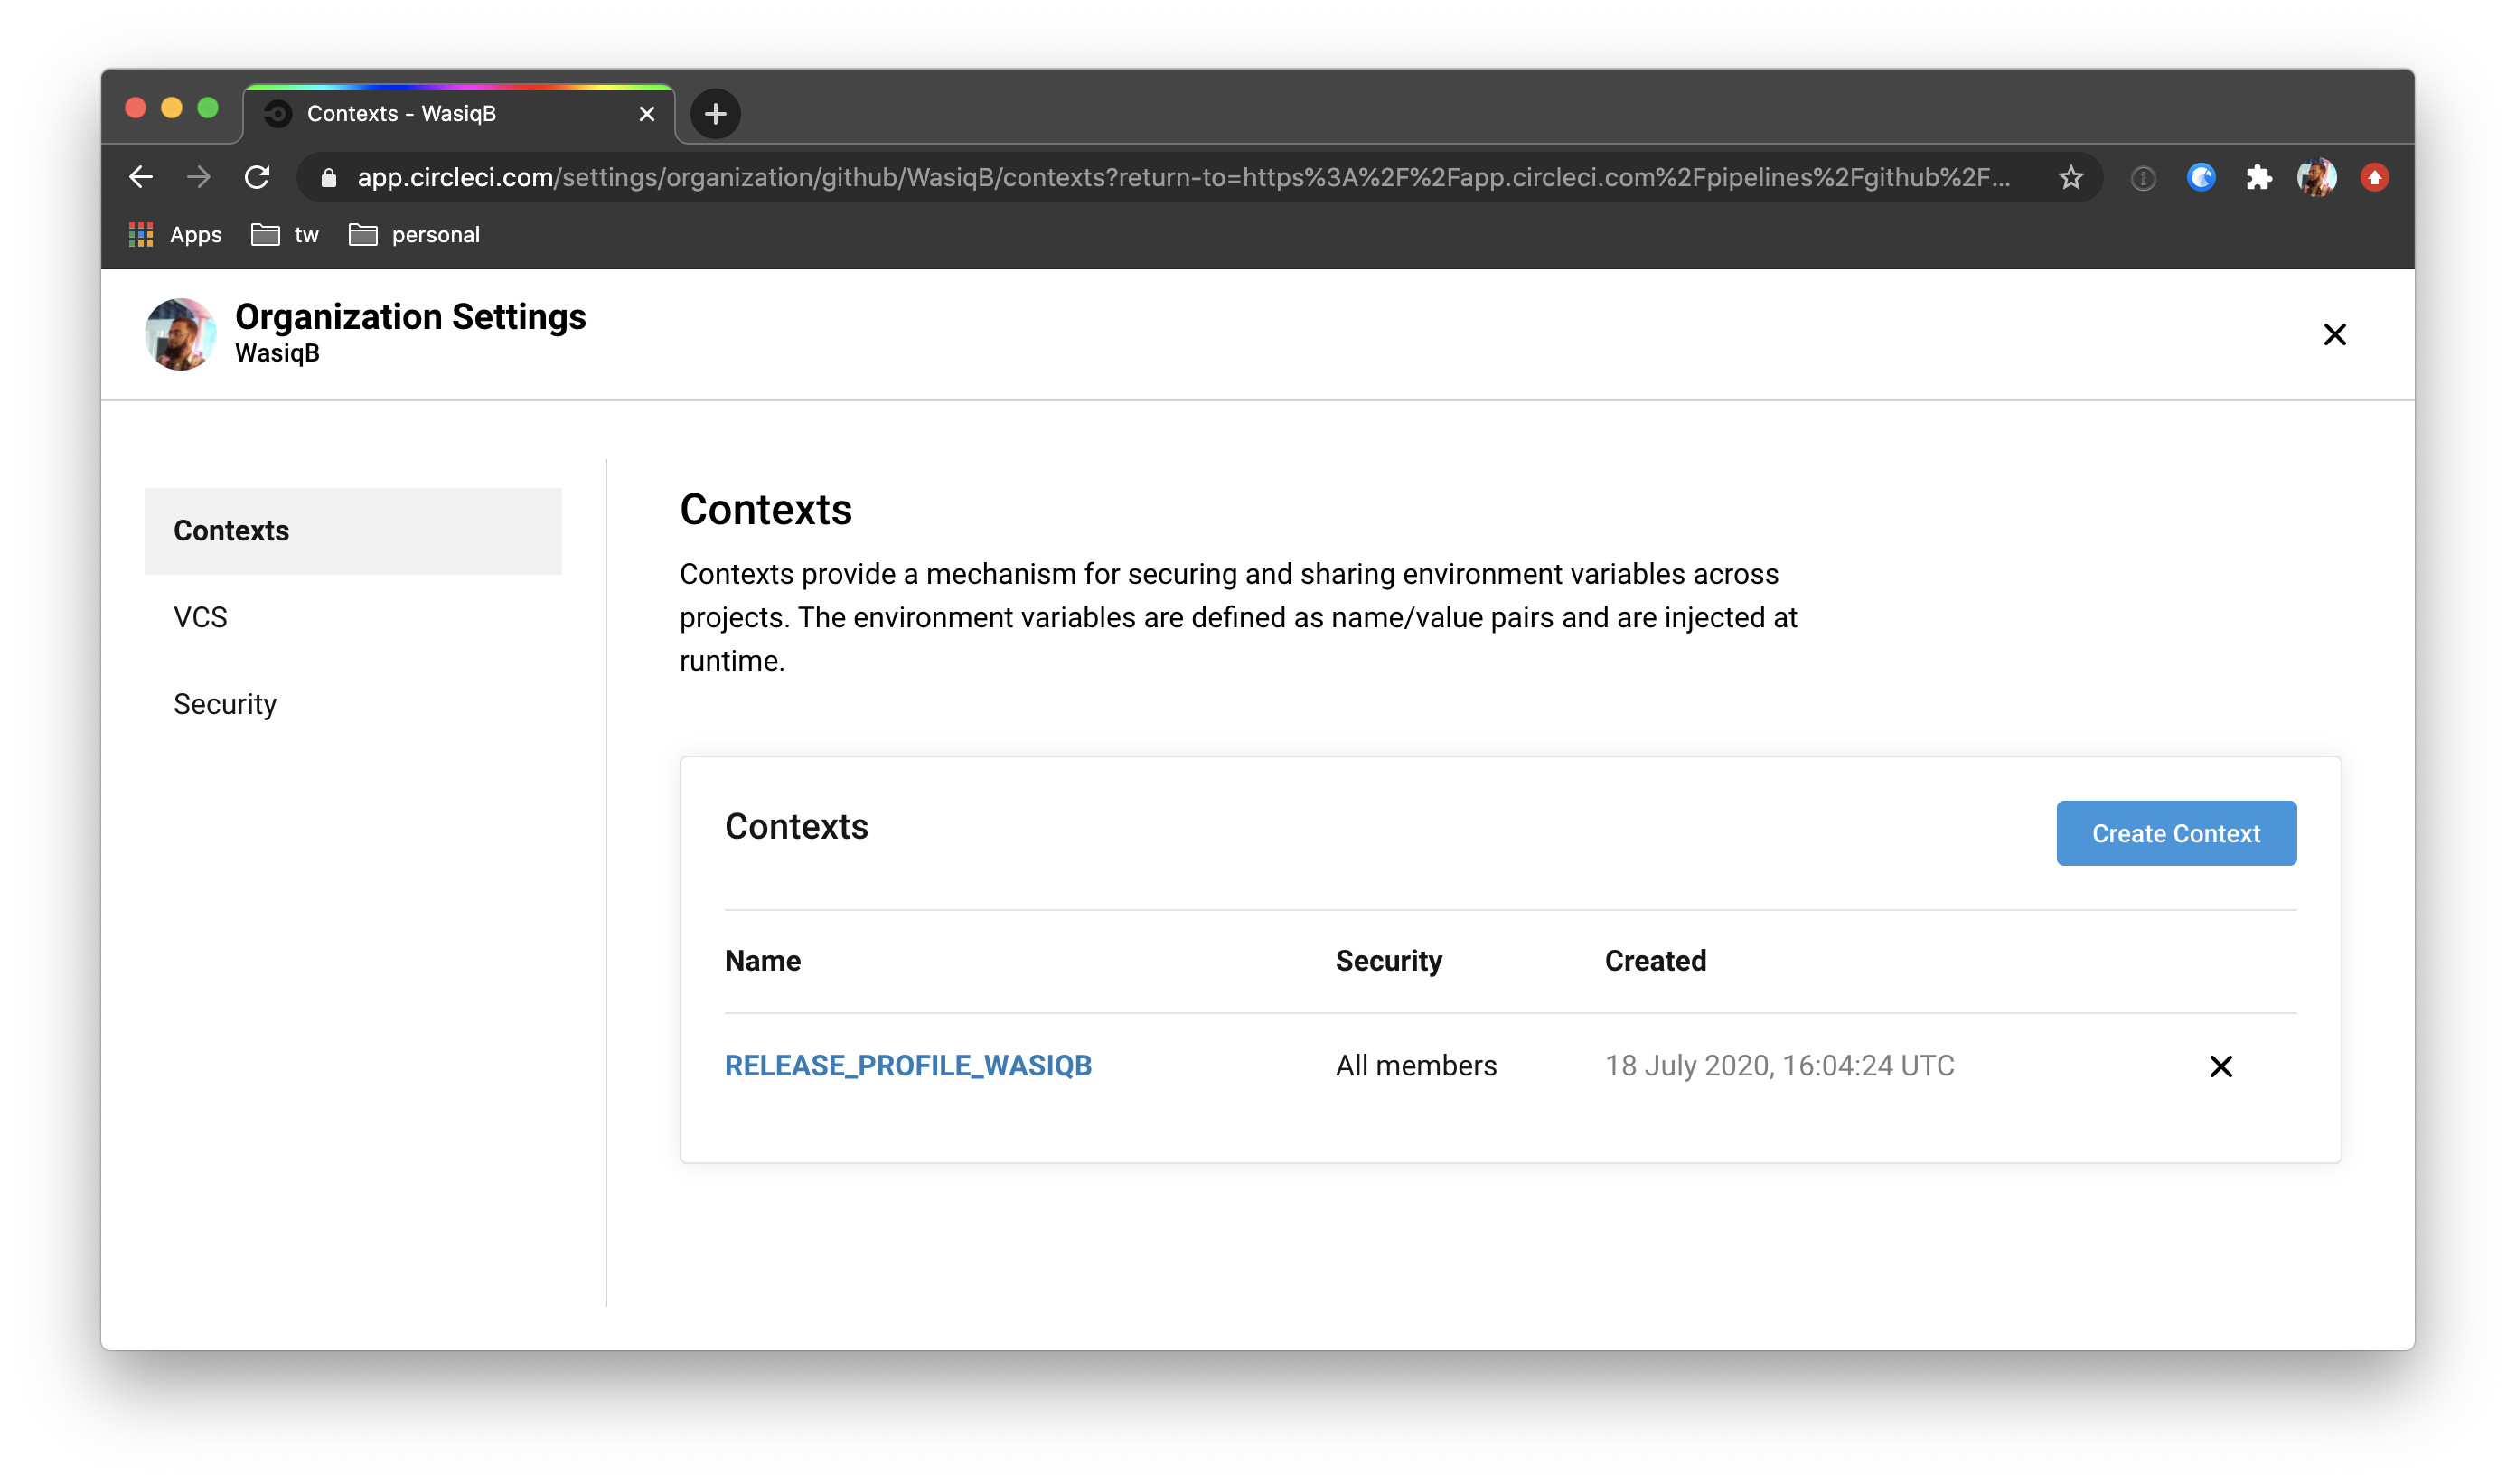 Contexts - WasiqB
app.circleci.com/settings/organization/github/WasiqB/contexts?return-to=https%3A%2F%2Fapp.circleci.com%2Fpipelines%2Fgithub%2F...
Apps
tw
personal
Organization Settings
WasiqB
Contexts
VCS
Security
Contexts
Contexts provide a mechanism for securing and sharing environment variables across
projects. The environment variables are defined as name/value pairs and are injected at
runtime.
Contexts
Create Context
Name Security Created
RELEASE_PROFILE_WASIQB All members 18 July 2020, 16:04:24 UTC